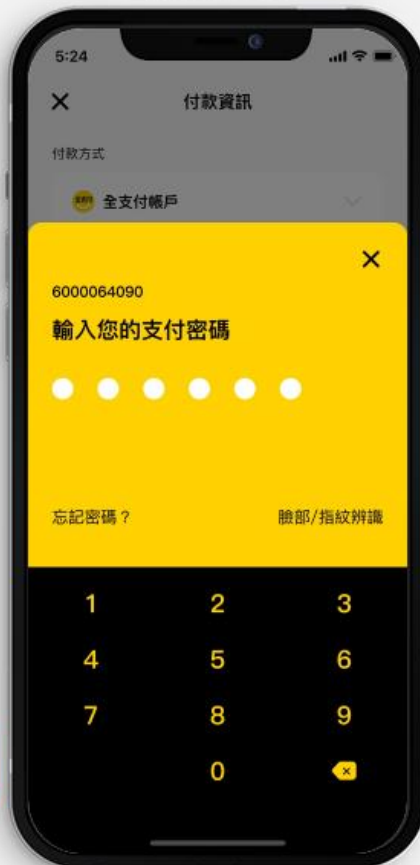 5:24
付款資訊
付款方式
全支付帳戶
6000064090
輸入您的支付密碼
忘記密碼？
臉部/指紋辨識
1 2 3
4 5 6
7 8 9
0